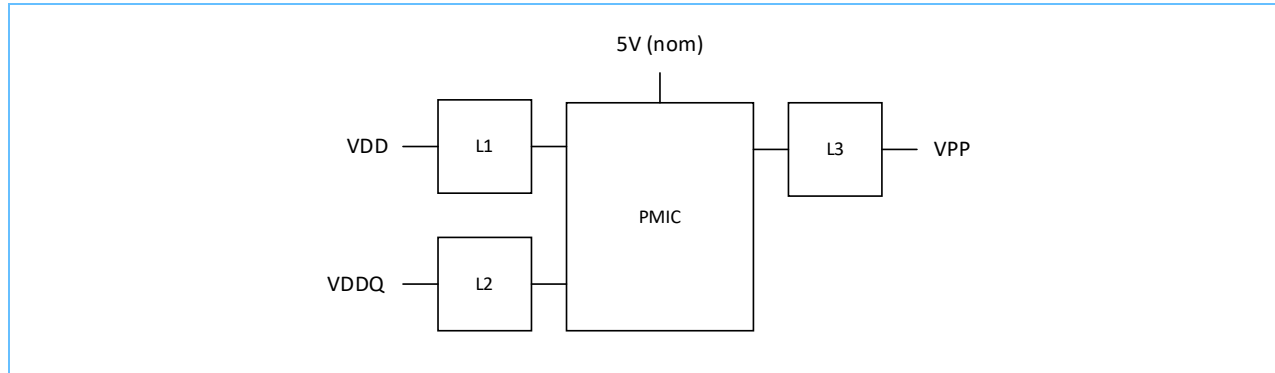 5V (nom)
VDD
L1
L3
VPP
PMIC
VDDQ
L2